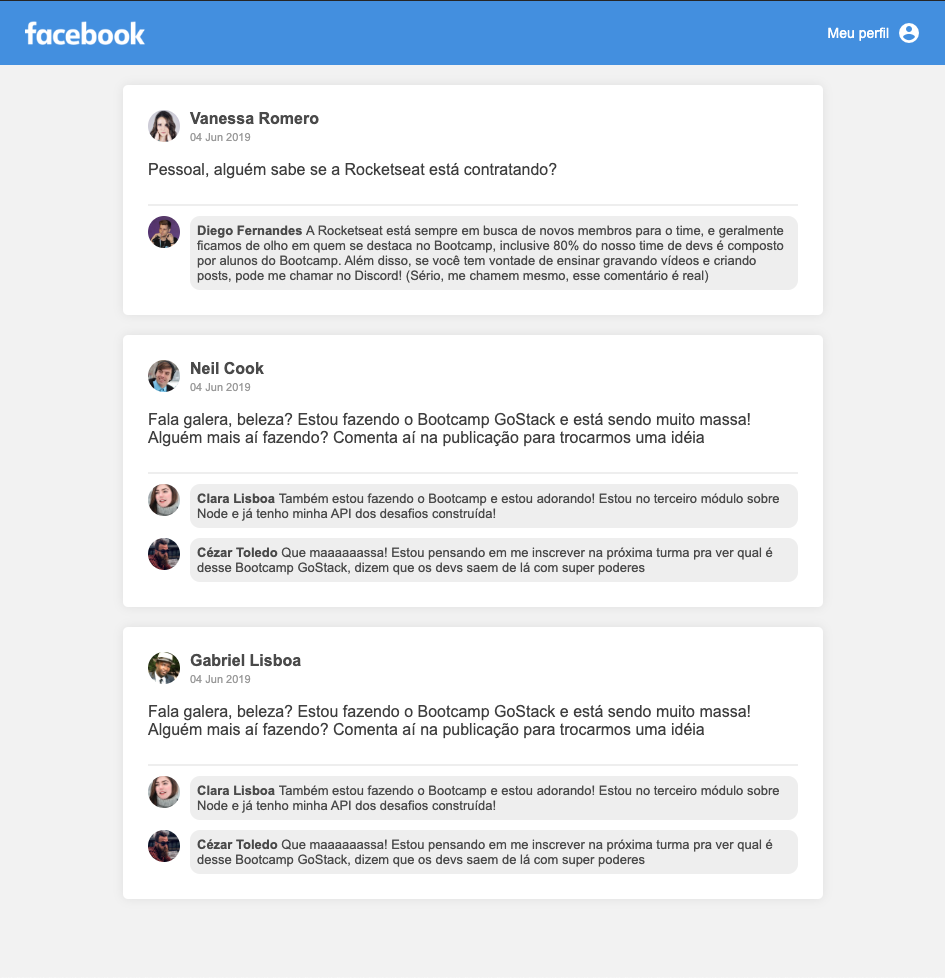 facebook
Meu perfil
Vanessa Romero
04 Jun 2019
Pessoal, alguém sabe se a Rocketseat está contratando?
Diego Fernandes A Rocketseat está sempre em busca de novos membros para o time, e geralmente
ficamos de olho em quem se destaca no Bootcamp, inclusive 80% do nosso time de devs é composto
por alunos do Bootcamp. Além disso, se você tem vontade de ensinar gravando vídeos e criando
posts, pode me chamar no Discord! (Sério, me chamem mesmo, esse comentário é real)
Neil Cook
04 Jun 2019
Fala galera, beleza? Estou fazendo o Bootcamp GoStack e está sendo muito massa!
Alguém mais aí fazendo? Comenta aí na publicação para trocarmos uma idéia
Clara Lisboa Também estou fazendo o Bootcamp e estou adorando! Estou no terceiro módulo sobre
Node e já tenho minha API dos desafios construída!
Cézar Toledo Que maaaaaassa! Estou pensando em me inscrever na próxima turma pra ver qual é
desse Bootcamp GoStack, dizem que os devs saem de lá com super poderes
Gabriel Lisboa
04 Jun 2019
Fala galera, beleza? Estou fazendo o Bootcamp GoStack e está sendo muito massa!
Alguém mais aí fazendo? Comenta aí na publicação para trocarmos uma idéia
Clara Lisboa Também estou fazendo o Bootcamp e estou adorando! Estou no terceiro módulo sobre
Node e já tenho minha API dos desafios construída!
Cézar Toledo Que maaaaaassa! Estou pensando em me inscrever na próxima turma pra ver qual é
desse Bootcamp GoStack, dizem que os devs saem de lá com super poderes